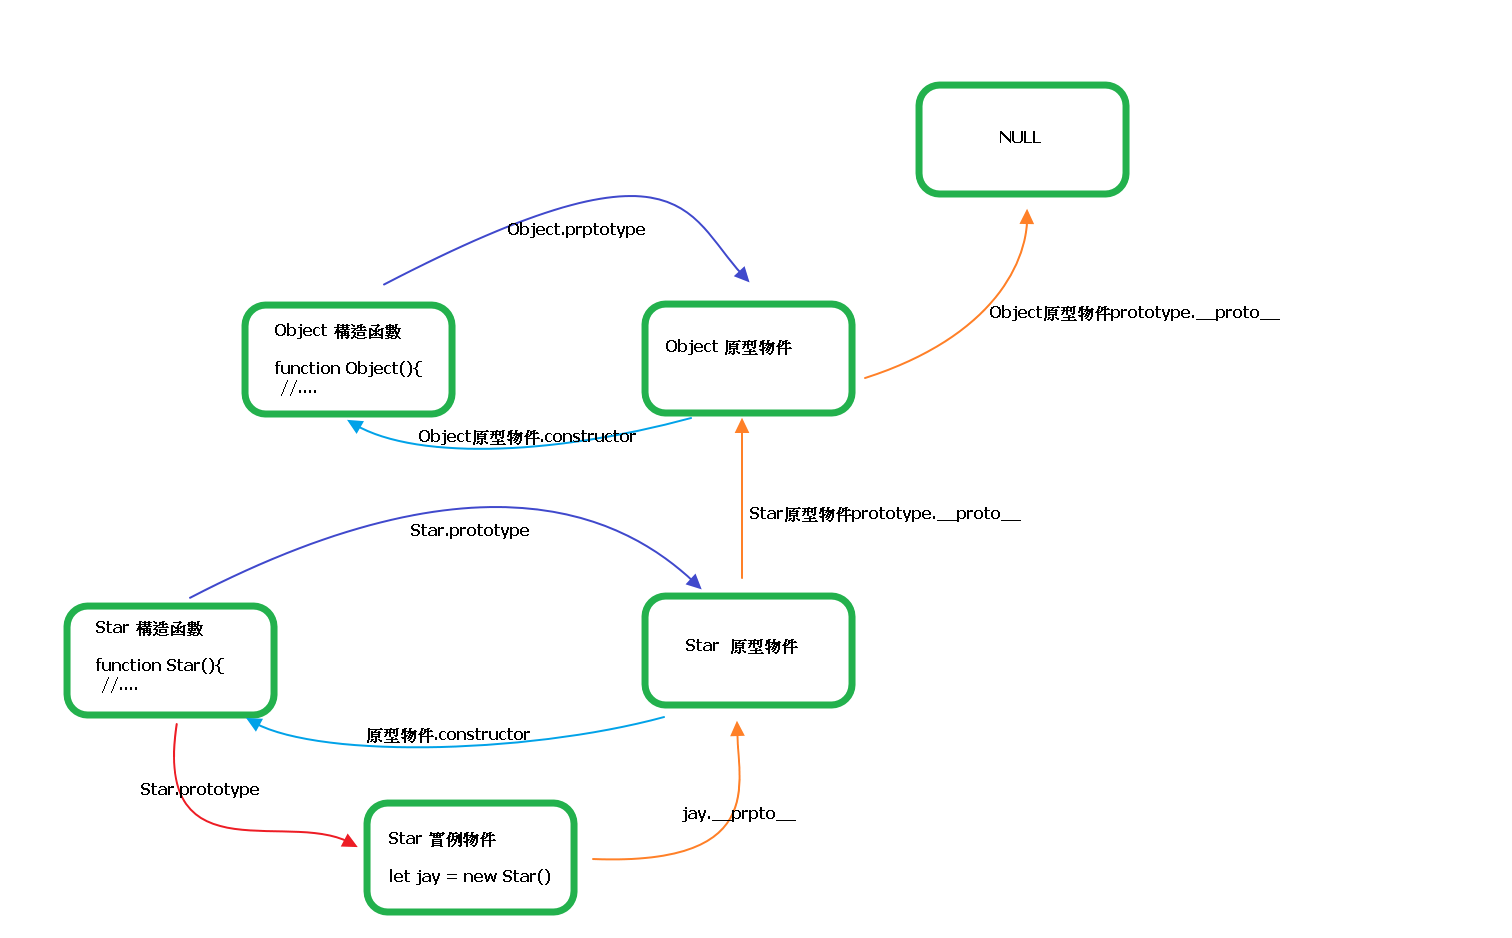 NULL
Object.prptotype
Object原型物件prototype.__proto__
Object 構造函數
function Object(){
//....
Object 原型物件
Object原型物件.constructor
Star原型物件prototype.__proto__
Star.prototype
Star 構造函數
function Star(){
//....
Star 原型物件
原型物件.constructor
Star.prototype
jay.__prpto__
Star 實例物件
let jay = new Star()